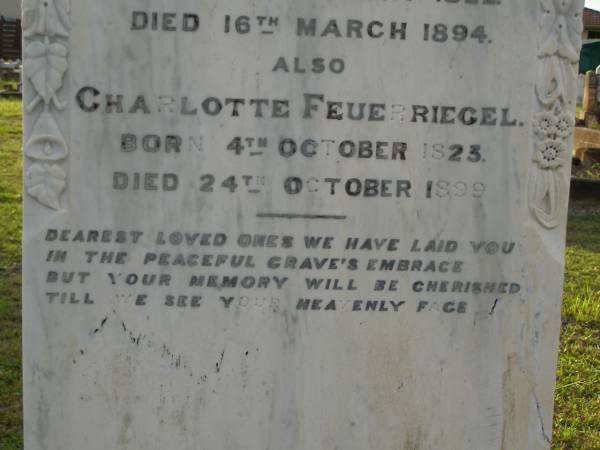 DIED 16TH MARCH 1894.
ALSO
CHARLOTTE FEUERRIEGEL.
BORN 4TH OCTOBER 1823.
DIED 24TH OCTOBER 1899
DEAREST LOVED ONES WE HAVE LAID YOU
IN THE PEACEFUL GRAVE'S EMBRACE
BUT YOUR MEMORY WILL BE CHERISHED
TILL WE SEE YOUR HEAVENLY FACE